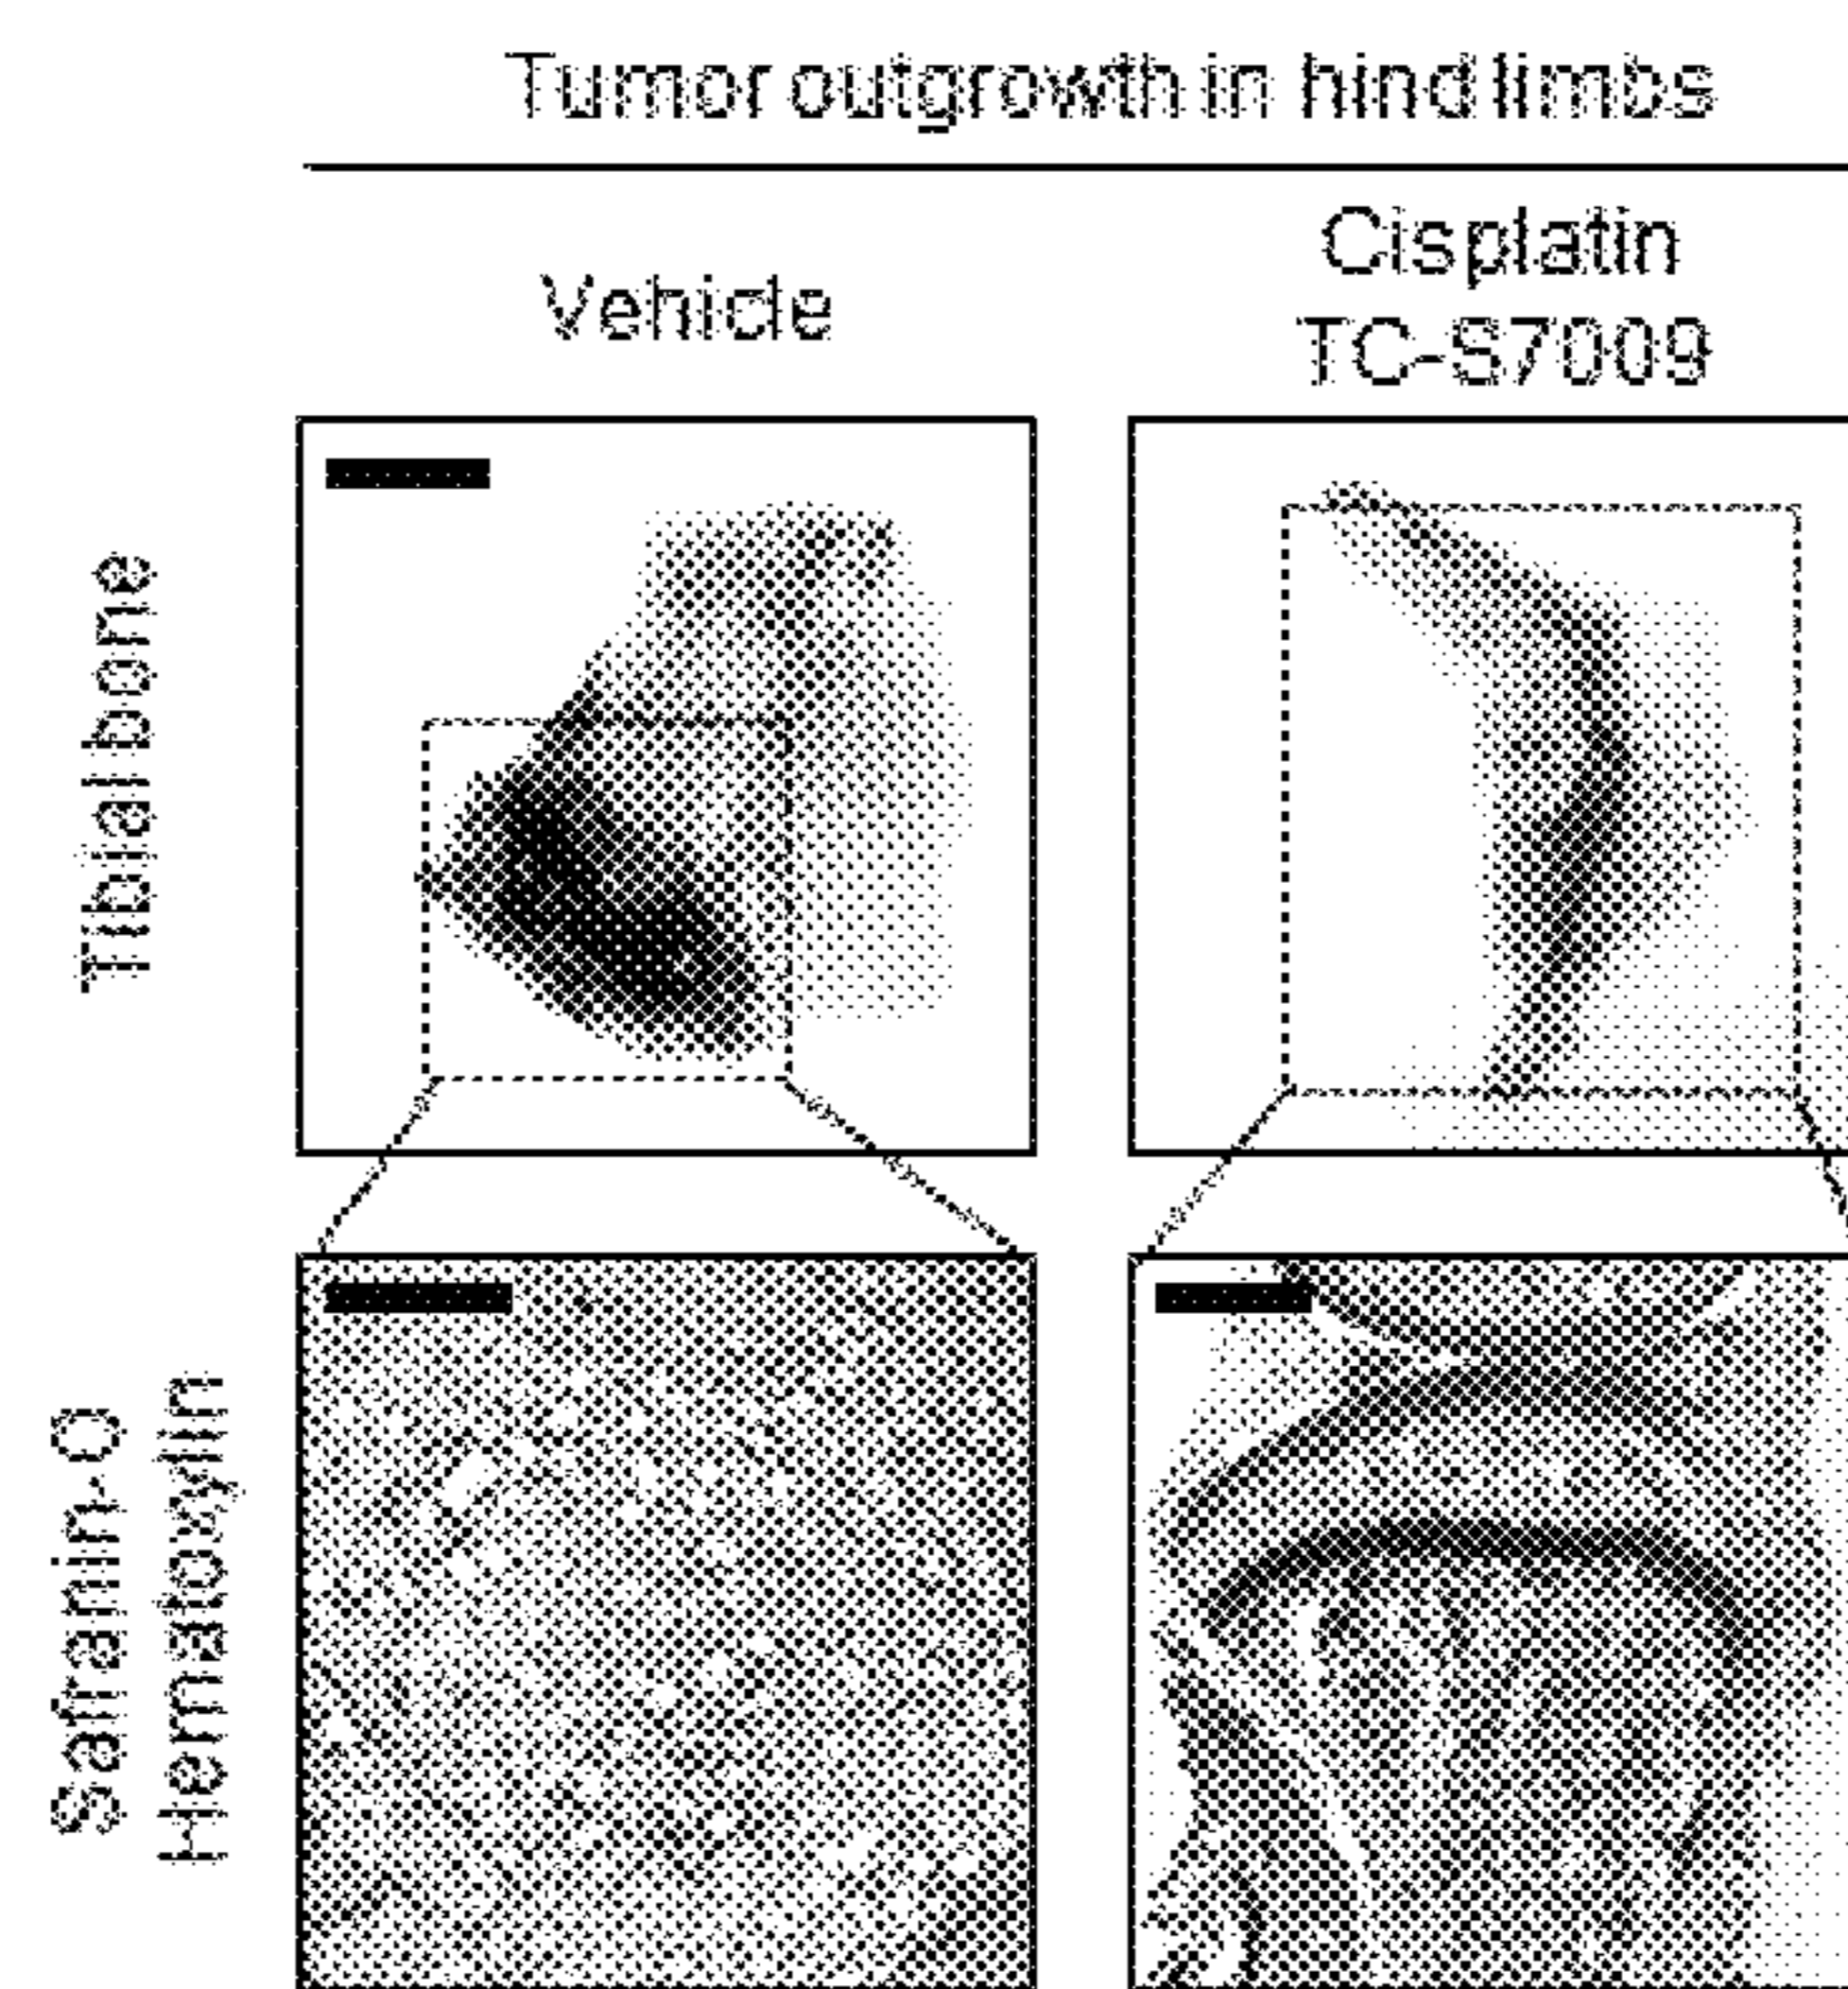 Tumor outgrowth in hind limbs
Vehicle
Cisplatin
TC-S7009
Tibial bone
Safranin-O
Hematoxylin